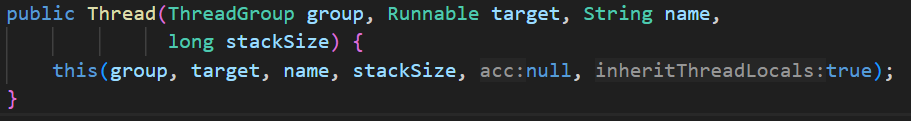 public Thread(ThreadGroup group, Runnable target, String name,
long stackSize) {
this(group, target, name, stackSize, acc:null, inheritThreadLocals:true);
}